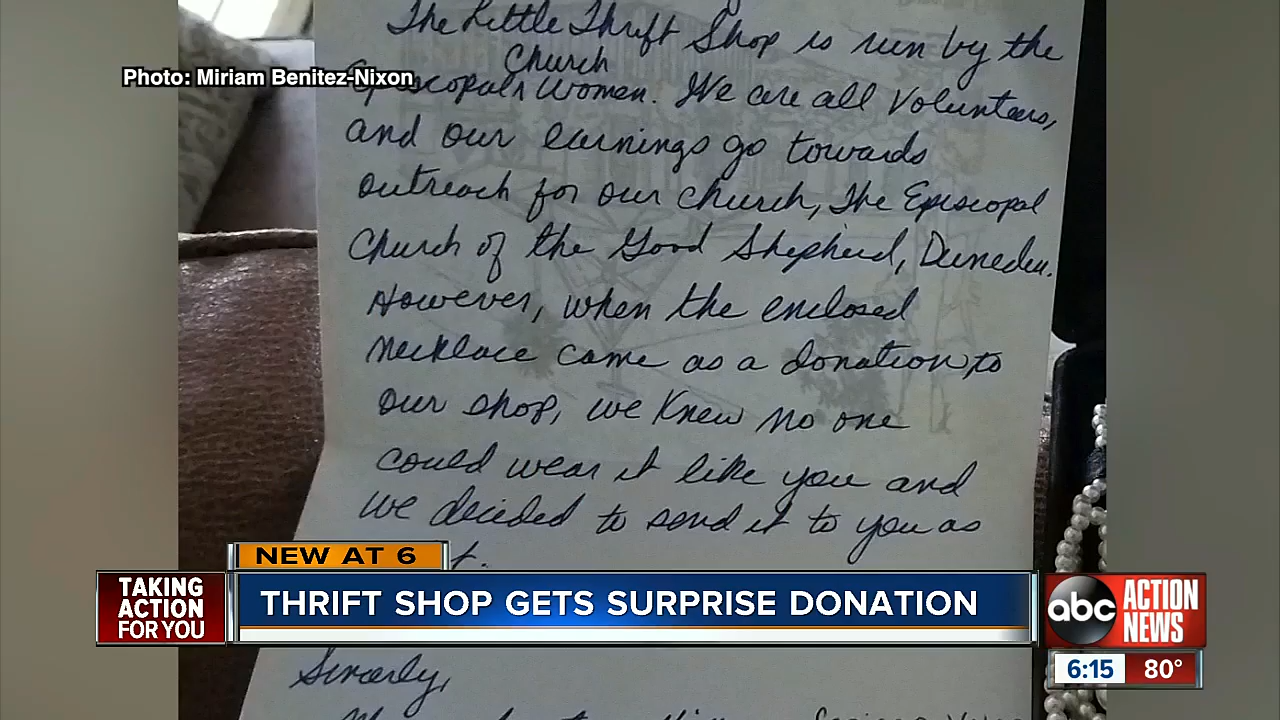 The Little Thrift Shop is run by the
Church
Photo: Miriam Benitez-Nixon
Episcopal Women. We are all Volunteers,
and our earnings go towards
outreach for our church, The Episcopal
Church of the Good Shepherd, Dunedin.
However, when the enclosed
necklace came as a donation to
our shop, we knew no one
could wear it like you and
we decided to send it to you as
t.
NEW AT 6
TAKING
ACTION
FOR YOU
THRIFT SHOP GETS SURPRISE DONATION
abc ACTION
NEWS
6:15 80°
Sincerly,